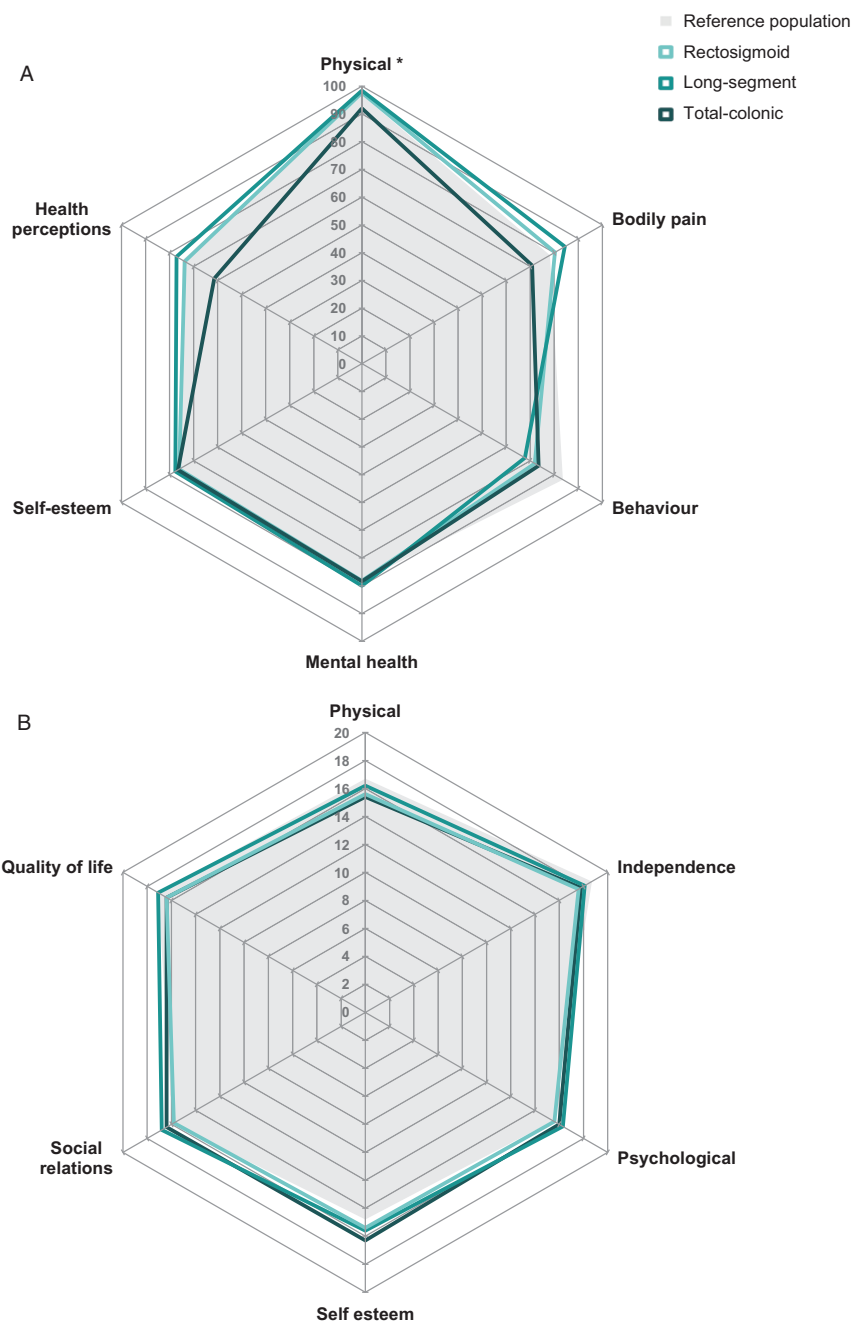 Reference population
Rectosigmoid
Long-segment
Total-colonic
A
Physical *
100
90
80
70
60
50
40
30
20
10
0
Health
perceptions
Bodily pain
Self-esteem
Behaviour
Mental health
B
Physical
20
18
16
14
12
10
8
6
4
2
0
Quality of life
Independence
Social
relations
Psychological
Self esteem